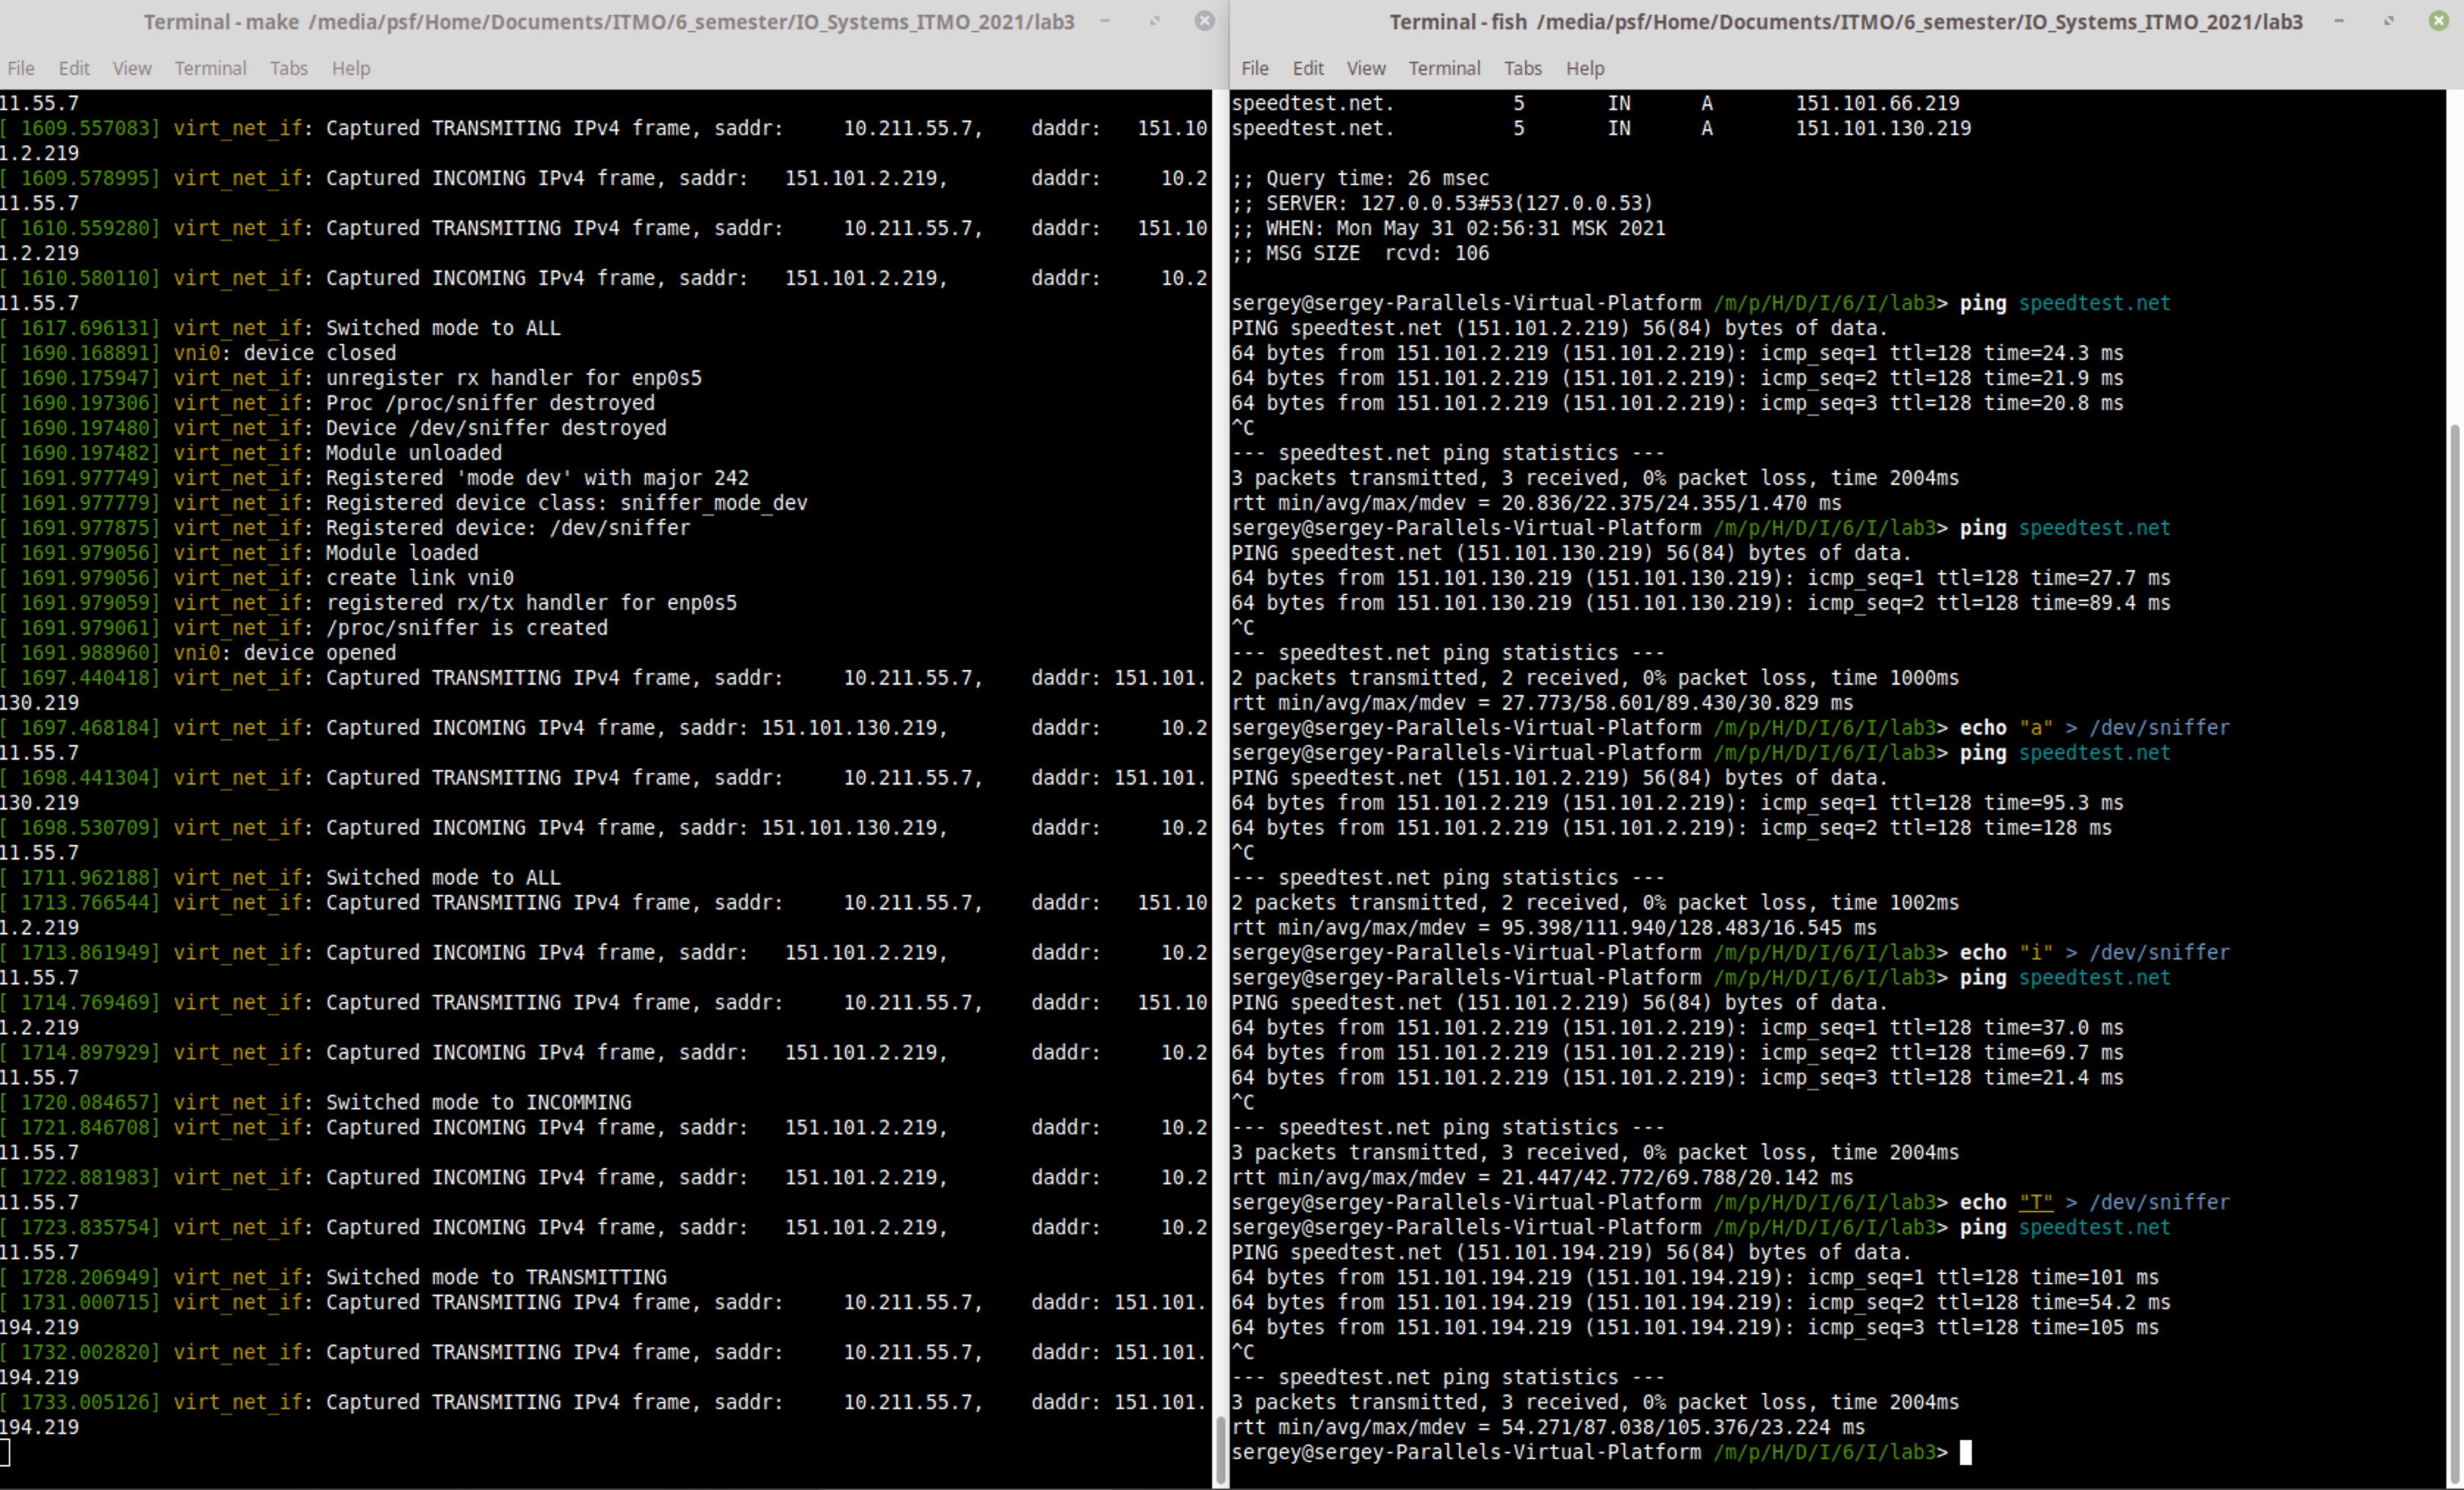 Terminal - make /media/psf/Home/Documents/ITMO/6_semester/IO_Systems_ITMO_2021/lab3
File Edit View Terminal Tabs Help
11.55.7
[ 1609.557083] virt_net_if: Captured TRANSMITING IPv4 frame, saddr:     10.211.55.7,    daddr:   151.10
1.2.219
[ 1609.578995] virt_net_if: Captured INCOMING IPv4 frame, saddr:   151.101.2.219,       daddr:     10.2
11.55.7
[ 1610.559280] virt_net_if: Captured TRANSMITING IPv4 frame, saddr:     10.211.55.7,    daddr:   151.10
1.2.219
[ 1610.580110] virt_net_if: Captured INCOMING IPv4 frame, saddr:   151.101.2.219,       daddr:     10.2
11.55.7
[ 1617.696131] virt_net_if: Switched mode to ALL
[ 1690.168891] vni0: device closed
[ 1690.175947] virt_net_if: unregister rx handler for enp0s5
[ 1690.197306] virt_net_if: Proc /proc/sniffer destroyed
[ 1690.197480] virt_net_if: Device /dev/sniffer destroyed
[ 1690.197482] virt_net_if: Module unloaded
[ 1691.977749] virt_net_if: Registered 'mode dev' with major 242
[ 1691.977779] virt_net_if: Registered device class: sniffer_mode_dev
[ 1691.977875] virt_net_if: Registered device: /dev/sniffer
[ 1691.979056] virt_net_if: Module loaded
[ 1691.979056] virt_net_if: create link vni0
[ 1691.979059] virt_net_if: registered rx/tx handler for enp0s5
[ 1691.979061] virt_net_if: /proc/sniffer is created
[ 1691.988960] vni0: device opened
[ 1697.440418] virt_net_if: Captured TRANSMITING IPv4 frame, saddr:     10.211.55.7,    daddr: 151.101.
130.219
[ 1697.468184] virt_net_if: Captured INCOMING IPv4 frame, saddr: 151.101.130.219,       daddr:     10.2
11.55.7
[ 1698.441304] virt_net_if: Captured TRANSMITING IPv4 frame, saddr:     10.211.55.7,    daddr: 151.101.
130.219
[ 1698.530709] virt_net_if: Captured INCOMING IPv4 frame, saddr: 151.101.130.219,       daddr:     10.2
11.55.7
[ 1711.962188] virt_net_if: Switched mode to ALL
[ 1713.766544] virt_net_if: Captured TRANSMITING IPv4 frame, saddr:     10.211.55.7,    daddr:   151.10
1.2.219
[ 1713.861949] virt_net_if: Captured INCOMING IPv4 frame, saddr:   151.101.2.219,       daddr:     10.2
11.55.7
[ 1714.769469] virt_net_if: Captured TRANSMITING IPv4 frame, saddr:     10.211.55.7,    daddr:   151.10
1.2.219
[ 1714.897929] virt_net_if: Captured INCOMING IPv4 frame, saddr:   151.101.2.219,       daddr:     10.2
11.55.7
[ 1720.084657] virt_net_if: Switched mode to INCOMMING
[ 1721.846708] virt_net_if: Captured INCOMING IPv4 frame, saddr:   151.101.2.219,       daddr:     10.2
11.55.7
[ 1722.881983] virt_net_if: Captured INCOMING IPv4 frame, saddr:   151.101.2.219,       daddr:     10.2
11.55.7
[ 1723.835754] virt_net_if: Captured INCOMING IPv4 frame, saddr:   151.101.2.219,       daddr:     10.2
11.55.7
[ 1728.206949] virt_net_if: Switched mode to TRANSMITTING
[ 1731.000715] virt_net_if: Captured TRANSMITING IPv4 frame, saddr:     10.211.55.7,    daddr: 151.101.
194.219
[ 1732.002820] virt_net_if: Captured TRANSMITING IPv4 frame, saddr:     10.211.55.7,    daddr: 151.101.
194.219
[ 1733.005126] virt_net_if: Captured TRANSMITING IPv4 frame, saddr:     10.211.55.7,    daddr: 151.101.
194.219
Terminal - fish /media/psf/Home/Documents/ITMO/6_semester/IO_Systems_ITMO_2021/lab3
File Edit View Terminal Tabs Help
speedtest.net.          5       IN      A       151.101.66.219
speedtest.net.          5       IN      A       151.101.130.219
;; Query time: 26 msec
;; SERVER: 127.0.0.53#53(127.0.0.53)
;; WHEN: Mon May 31 02:56:31 MSK 2021
;; MSG SIZE  rcvd: 106
sergey@sergey-Parallels-Virtual-Platform /m/p/H/D/I/6/I/lab3> ping speedtest.net
PING speedtest.net (151.101.2.219) 56(84) bytes of data.
64 bytes from 151.101.2.219 (151.101.2.219): icmp_seq=1 ttl=128 time=24.3 ms
64 bytes from 151.101.2.219 (151.101.2.219): icmp_seq=2 ttl=128 time=21.9 ms
64 bytes from 151.101.2.219 (151.101.2.219): icmp_seq=3 ttl=128 time=20.8 ms
^C
--- speedtest.net ping statistics ---
3 packets transmitted, 3 received, 0% packet loss, time 2004ms
rtt min/avg/max/mdev = 20.836/22.375/24.355/1.470 ms
sergey@sergey-Parallels-Virtual-Platform /m/p/H/D/I/6/I/lab3> ping speedtest.net
PING speedtest.net (151.101.130.219) 56(84) bytes of data.
64 bytes from 151.101.130.219 (151.101.130.219): icmp_seq=1 ttl=128 time=27.7 ms
64 bytes from 151.101.130.219 (151.101.130.219): icmp_seq=2 ttl=128 time=89.4 ms
^C
--- speedtest.net ping statistics ---
2 packets transmitted, 2 received, 0% packet loss, time 1000ms
rtt min/avg/max/mdev = 27.773/58.601/89.430/30.829 ms
sergey@sergey-Parallels-Virtual-Platform /m/p/H/D/I/6/I/lab3> echo "a" > /dev/sniffer
sergey@sergey-Parallels-Virtual-Platform /m/p/H/D/I/6/I/lab3> ping speedtest.net
PING speedtest.net (151.101.2.219) 56(84) bytes of data.
64 bytes from 151.101.2.219 (151.101.2.219): icmp_seq=1 ttl=128 time=95.3 ms
64 bytes from 151.101.2.219 (151.101.2.219): icmp_seq=2 ttl=128 time=128 ms
^C
--- speedtest.net ping statistics ---
2 packets transmitted, 2 received, 0% packet loss, time 1002ms
rtt min/avg/max/mdev = 95.398/111.940/128.483/16.545 ms
sergey@sergey-Parallels-Virtual-Platform /m/p/H/D/I/6/I/lab3> echo "i" > /dev/sniffer
sergey@sergey-Parallels-Virtual-Platform /m/p/H/D/I/6/I/lab3> ping speedtest.net
PING speedtest.net (151.101.2.219) 56(84) bytes of data.
64 bytes from 151.101.2.219 (151.101.2.219): icmp_seq=1 ttl=128 time=37.0 ms
64 bytes from 151.101.2.219 (151.101.2.219): icmp_seq=2 ttl=128 time=69.7 ms
64 bytes from 151.101.2.219 (151.101.2.219): icmp_seq=3 ttl=128 time=21.4 ms
^C
--- speedtest.net ping statistics ---
3 packets transmitted, 3 received, 0% packet loss, time 2004ms
rtt min/avg/max/mdev = 21.447/42.772/69.788/20.142 ms
sergey@sergey-Parallels-Virtual-Platform /m/p/H/D/I/6/I/lab3> echo "T" > /dev/sniffer
sergey@sergey-Parallels-Virtual-Platform /m/p/H/D/I/6/I/lab3> ping speedtest.net
PING speedtest.net (151.101.194.219) 56(84) bytes of data.
64 bytes from 151.101.194.219 (151.101.194.219): icmp_seq=1 ttl=128 time=101 ms
64 bytes from 151.101.194.219 (151.101.194.219): icmp_seq=2 ttl=128 time=54.2 ms
64 bytes from 151.101.194.219 (151.101.194.219): icmp_seq=3 ttl=128 time=105 ms
^C
--- speedtest.net ping statistics ---
3 packets transmitted, 3 received, 0% packet loss, time 2004ms
rtt min/avg/max/mdev = 54.271/87.038/105.376/23.224 ms
sergey@sergey-Parallels-Virtual-Platform /m/p/H/D/I/6/I/lab3>